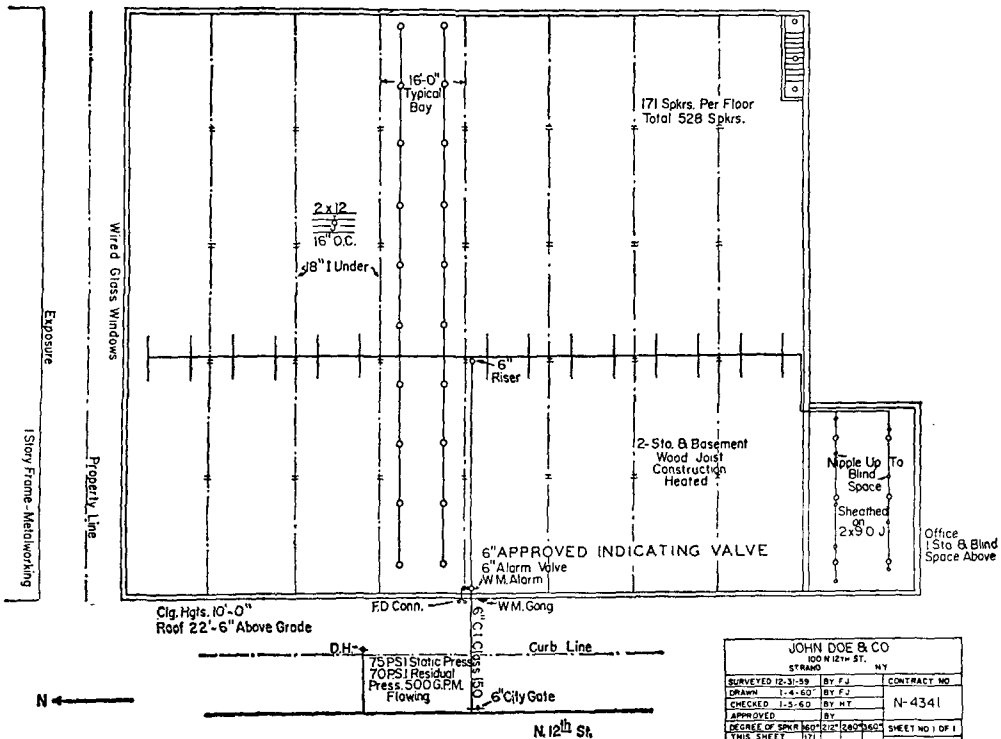 16'-0"
Typical
Bay
171 Spkrs. Per Floor
Total 528 Spkrs.
2 x 12
J
16" O.C.
18" I Under
Wired Glass Windows
Exposure
1 Story Frame-Metalworking
Property Line
6"
Riser
2-Sto. & Basement
Wood Joist
Construction
Heated
Nipple Up To
Blind
Space
Sheathed
on
2x9 O J
Office
1 Sto & Blind
Space Above
6" APPROVED INDICATING VALVE
6" Alarm Valve
W.M. Alarm
F.D Conn.
W.M. Gong
Clg. Hgts. 10'-0"
Roof 22'-6" Above Grade
6" C.I. Class 150
D.H.
Curb Line
75 PSI Static Press
70 PSI Residual
Press. 500 G.P.M.
Flowing
6" City Gate
N
N. 12th St.
JOHN DOE & CO
100 N 12TH ST.
STRAND NY
SURVEYED 12-31-59 BY F.J CONTRACT NO
DRAWN 1-4-60 BY F.J
CHECKED 1-5-60 BY HT N-4341
APPROVED BY
DEGREE OF SPKR 160° 212° 280° 360° SHEET NO 1 OF 1
THIS SHEET 171